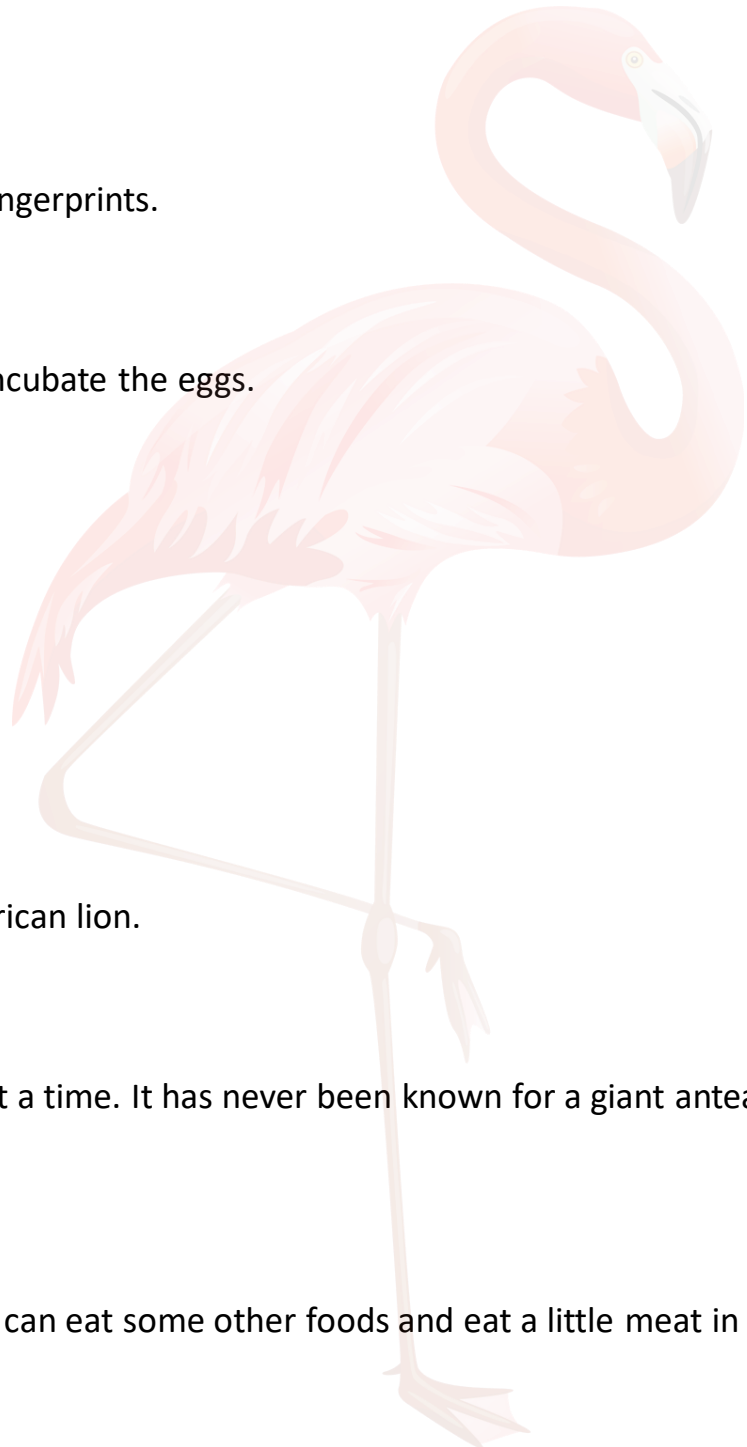 ngerprints.
ncubate the eggs.
rican lion.
t a time. It has never been known for a giant antea
can eat some other foods and eat a little meat in